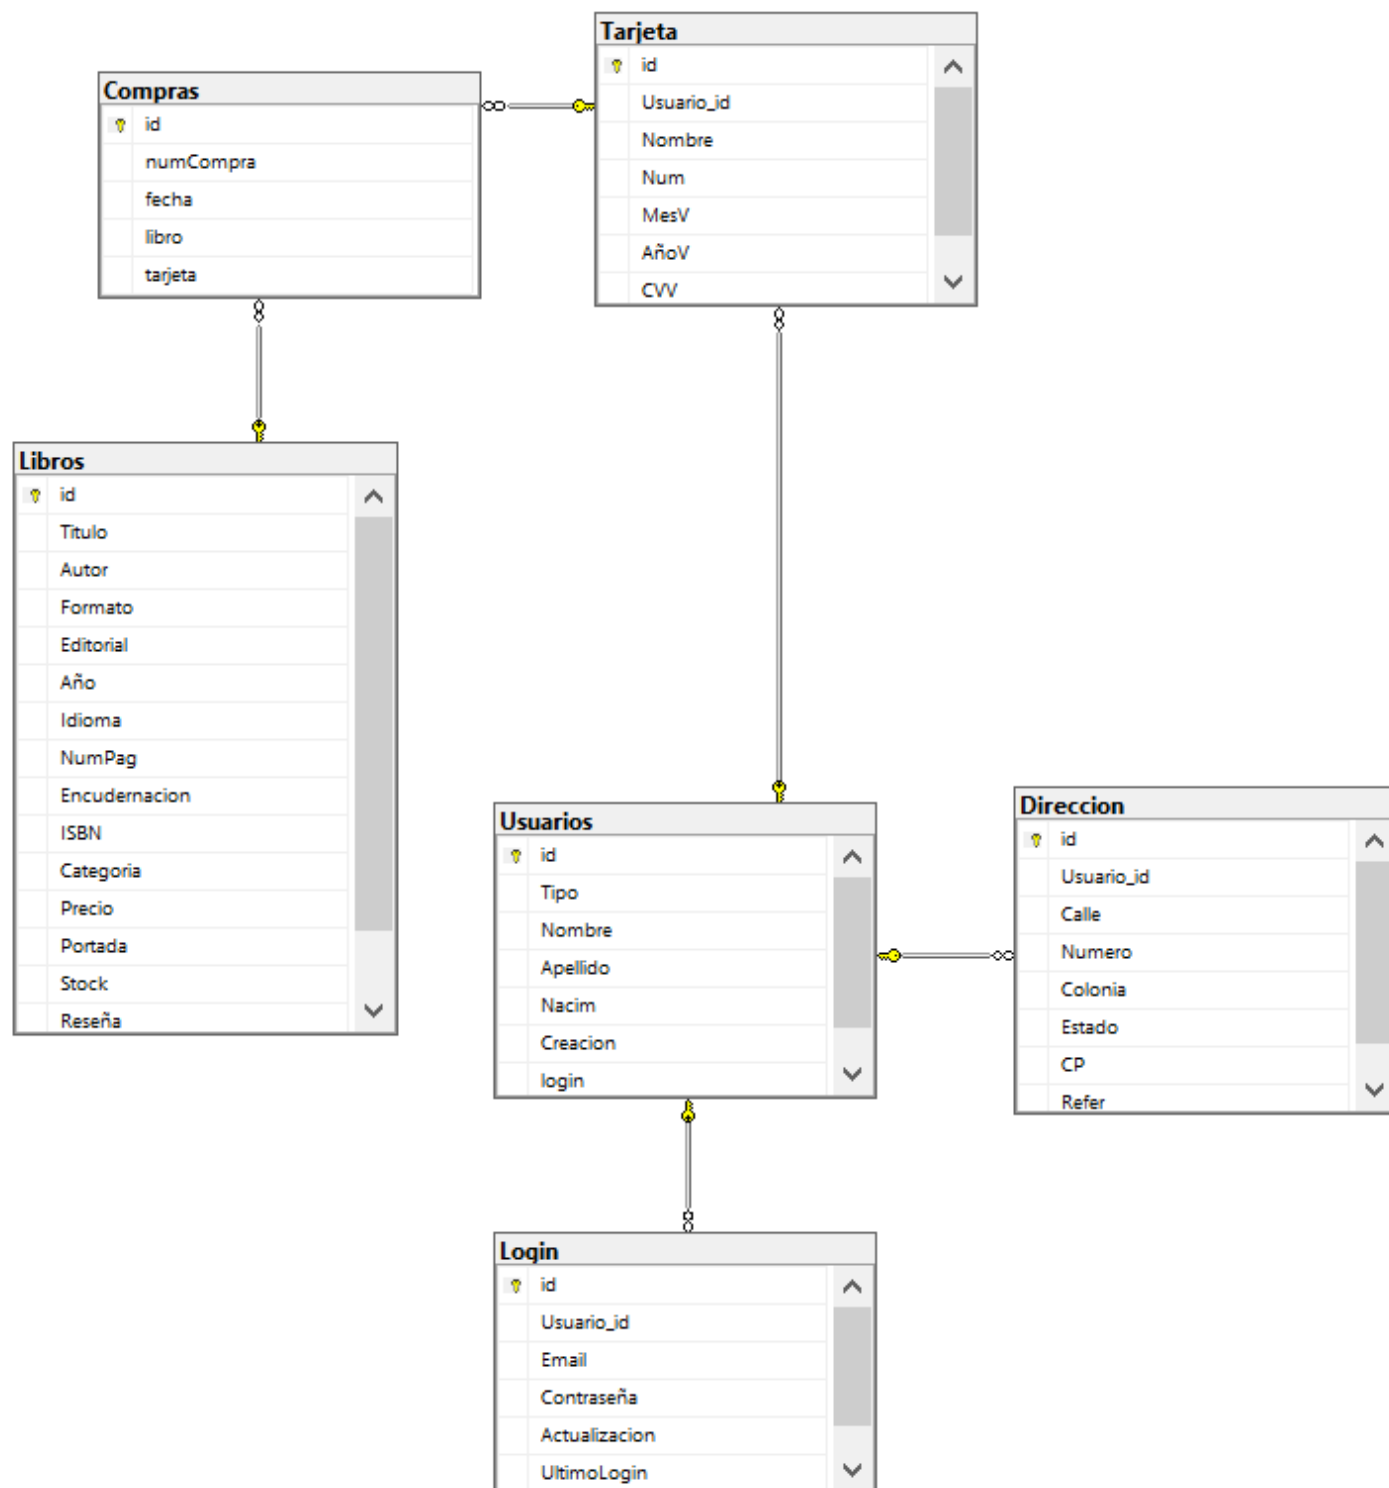 Tarjeta
id
Usuario_id
Nombre
Num
MesV
AñoV
CVV
Compras
id
numCompra
fecha
libro
tarjeta
Libros
id
Titulo
Autor
Formato
Editorial
Año
Idioma
NumPag
Encudernacion
ISBN
Categoria
Precio
Portada
Stock
Reseña
Usuarios
id
Tipo
Nombre
Apellido
Nacim
Creacion
login
Direccion
id
Usuario_id
Calle
Numero
Colonia
Estado
CP
Refer
Login
id
Usuario_id
Email
Contraseña
Actualizacion
UltimoLogin